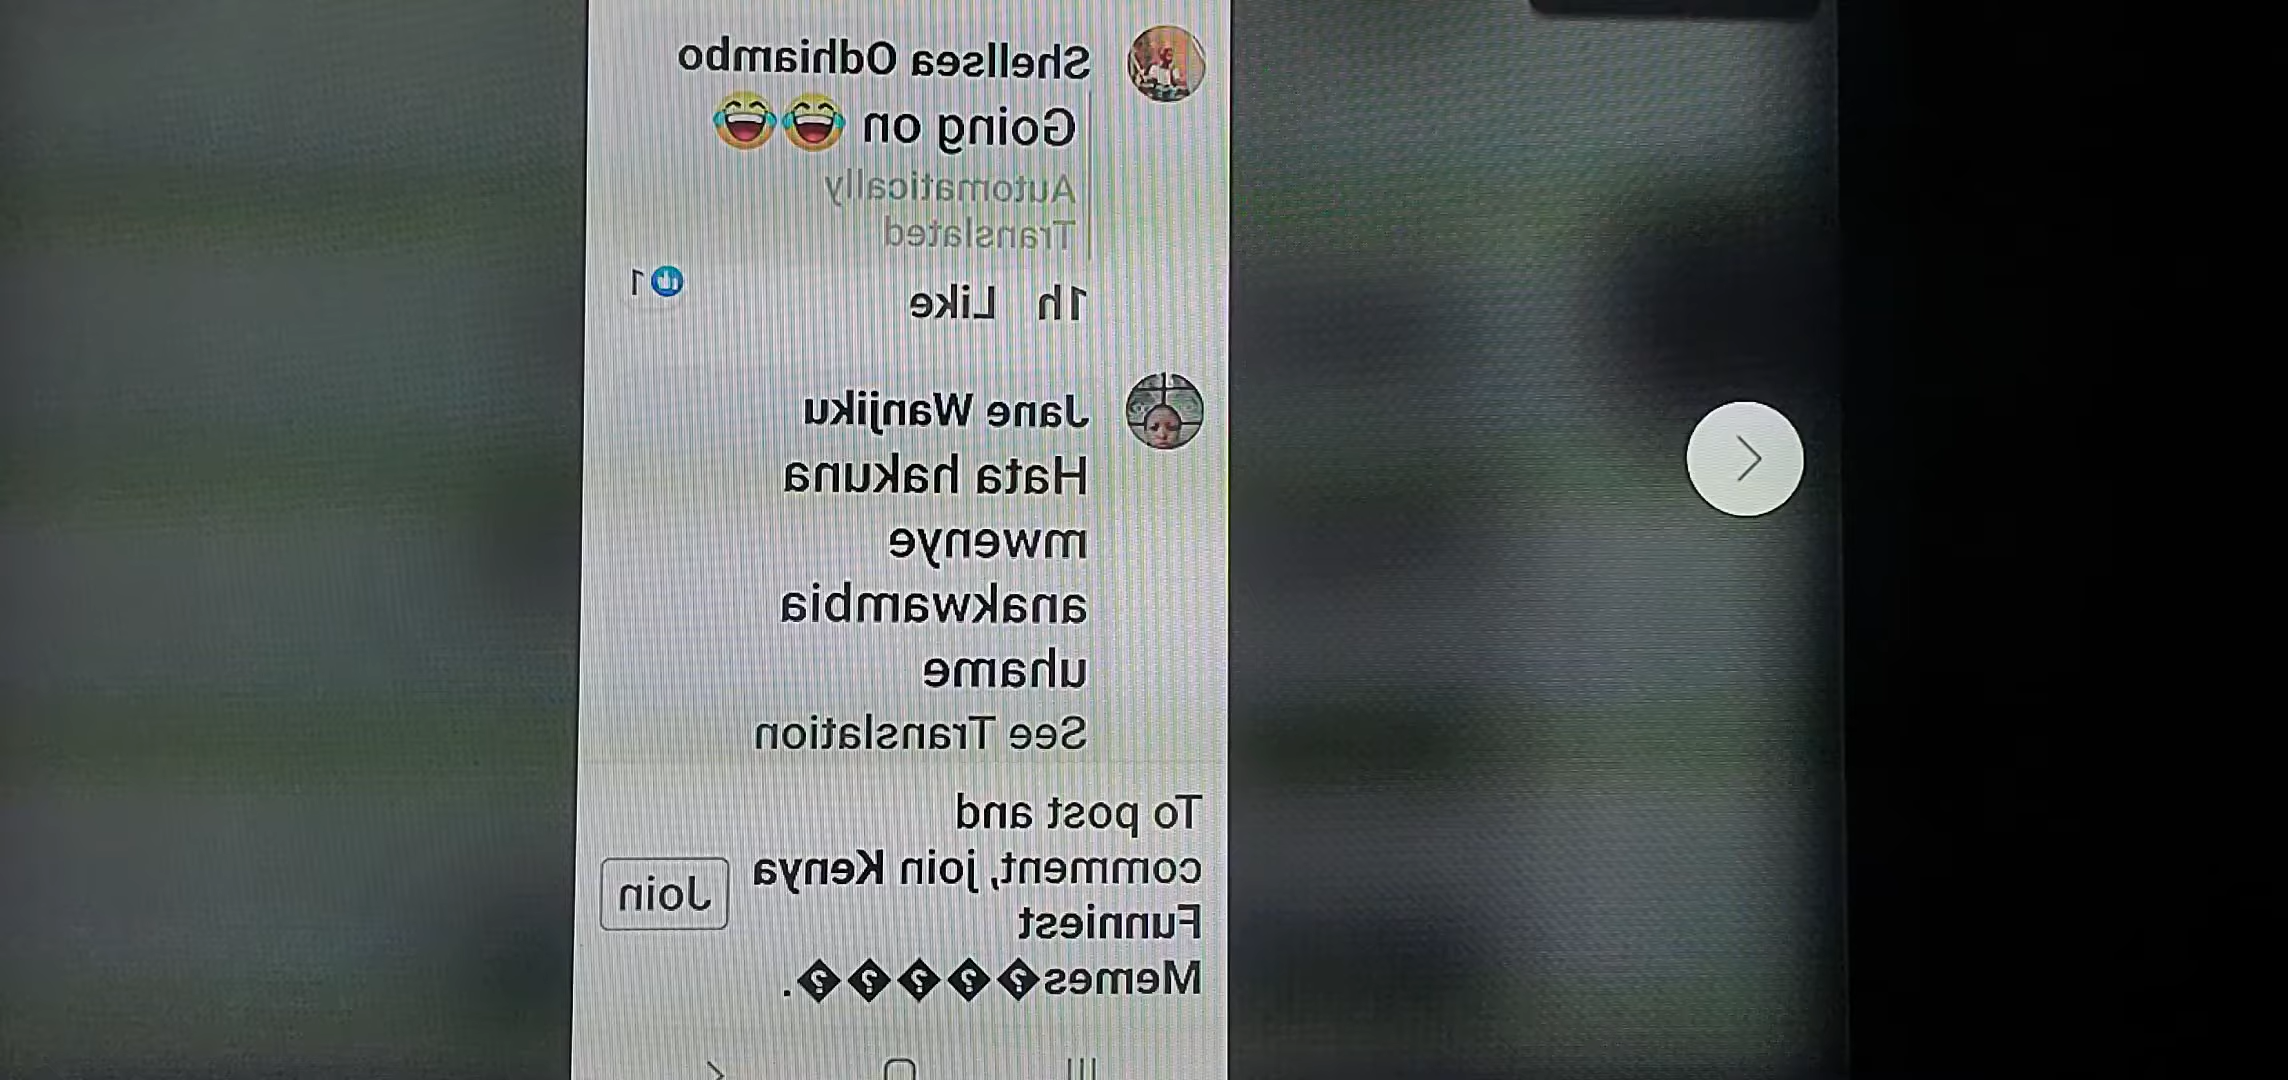 Shellsea Odhiambo
Going on 😂😂
Automatically
Translated
1h Like
1
Jane Wanjiku
Hata hakuna
mwenye
anakwambia
uhame
See Translation
To post and
comment, join Kenya
Funniest
Memes�����.
Join